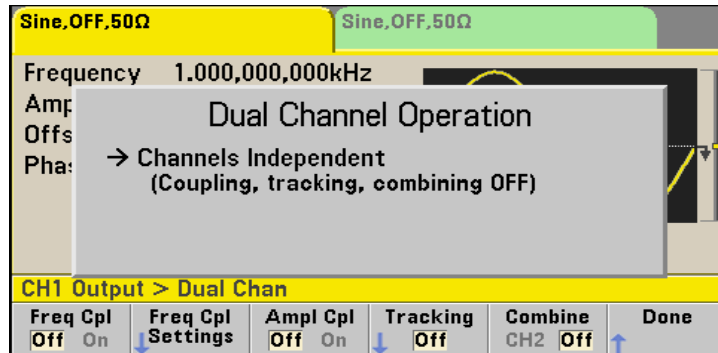 Sine,OFF,50Ω
Sine,OFF,50Ω
Frequency 1.000,000,000kHz
Amp
Offs
Phas
Dual Channel Operation
→ Channels Independent
(Coupling, tracking, combining OFF)
CH1 Output > Dual Chan
Freq Cpl Freq Cpl Ampl Cpl Tracking Combine Done
Off On Settings Off On Off CH2 Off